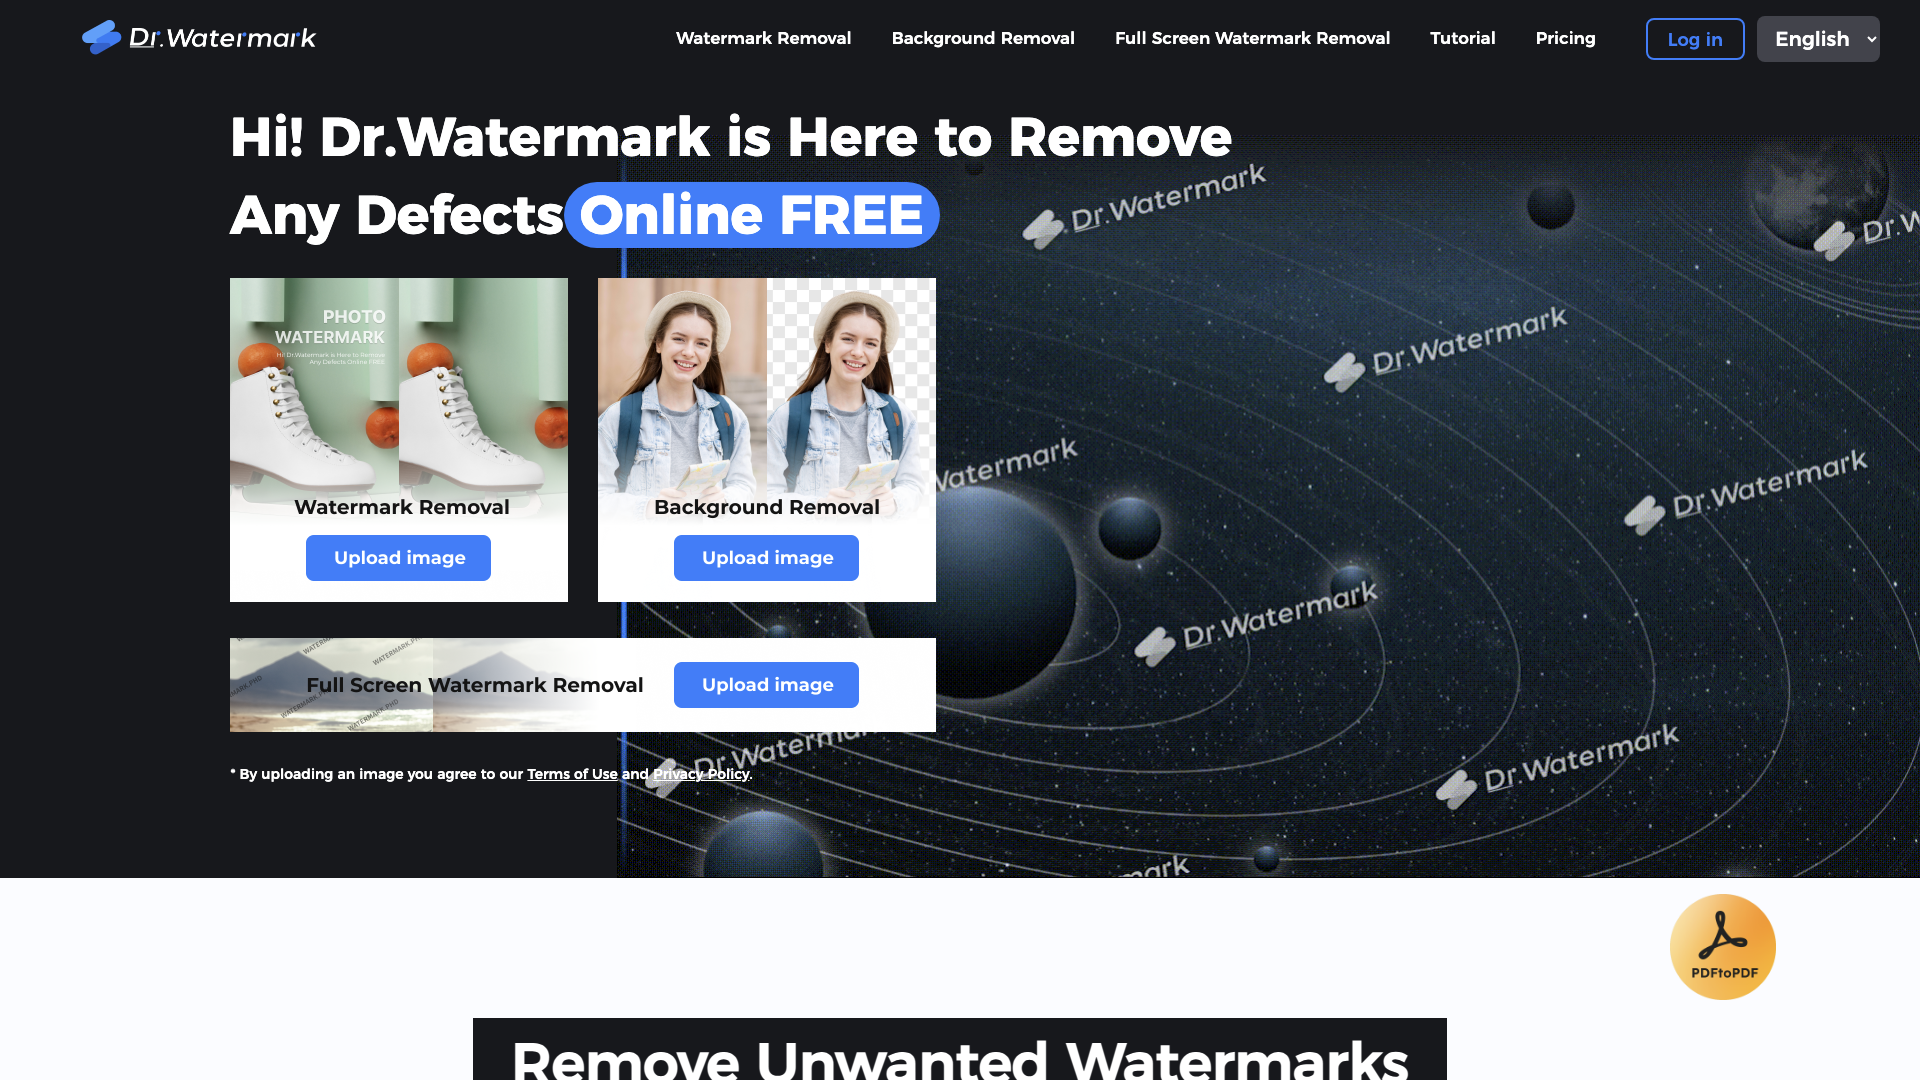 Dr.Watermark
Watermark Removal
Background Removal
Full Screen Watermark Removal
Tutorial
Pricing
Log in
English
Hi! Dr.Watermark is Here to Remove
Any Defects Online FREE
PHOTO
WATERMARK
Hi! Dr.Watermark is Here to Remove
Any Defects Online FREE
Watermark Removal
Upload image
Background Removal
Upload image
WATERMARK.PHO
WATERMARK.PHO
Full Screen Watermark Removal
Upload image
* By uploading an image you agree to our Terms of Use and Privacy Policy.
Dr.Watermark
Dr.W
Dr.Watermark
Watermark
Dr.Watermark
Dr.Watermark
Dr.Watermark
Dr.Watermark
PDFtoPDF
Remove Unwanted Watermarks